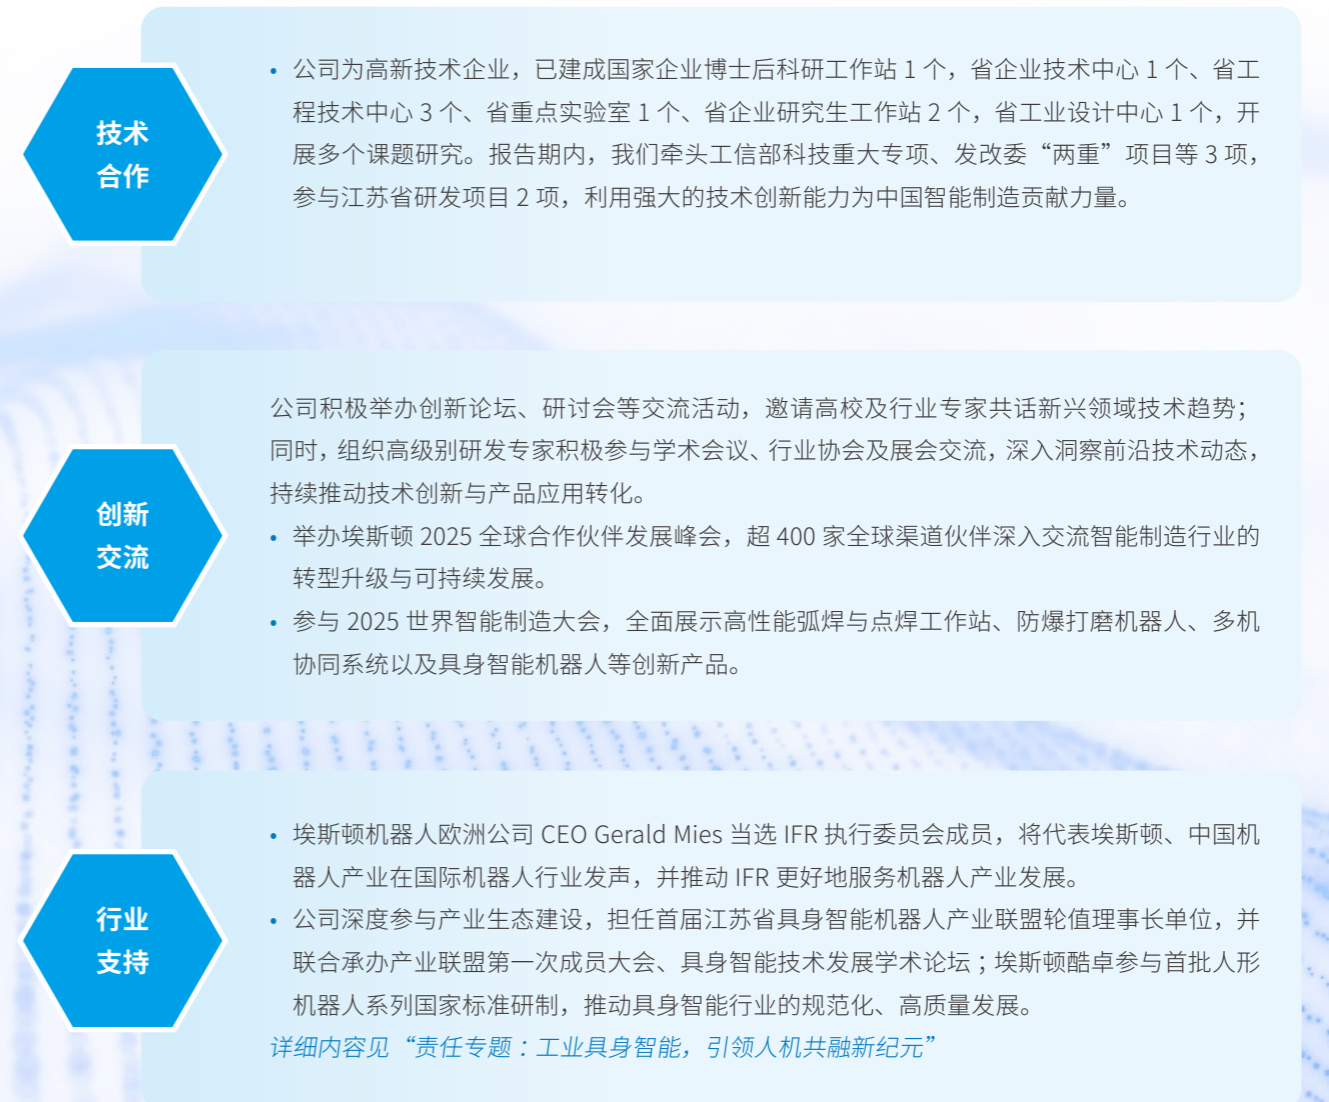 技术
合作
• 公司为高新技术企业，已建成国家企业博士后科研工作站 1 个，省企业技术中心 1 个、省工
程技术中心 3 个、省重点实验室 1 个、省企业研究生工作站 2 个，省工业设计中心 1 个，开
展多个课题研究。报告期内，我们牵头工信部科技重大专项、发改委“两重”项目等 3 项，
参与江苏省研发项目 2 项，利用强大的技术创新能力为中国智能制造贡献力量。
创新
交流
公司积极举办创新论坛、研讨会等交流活动，邀请高校及行业专家共话新兴领域技术趋势；
同时，组织高级别研发专家积极参与学术会议、行业协会及展会交流，深入洞察前沿技术动态，
持续推动技术创新与产品应用转化。
• 举办埃斯顿 2025 全球合作伙伴发展峰会，超 400 家全球渠道伙伴深入交流智能制造行业的
转型升级与可持续发展。
• 参与 2025 世界智能制造大会，全面展示高性能弧焊与点焊工作站、防爆打磨机器人、多机
协同系统以及具身智能机器人等创新产品。
行业
支持
• 埃斯顿机器人欧洲公司 CEO Gerald Mies 当选 IFR 执行委员会成员，将代表埃斯顿、中国机
器人产业在国际机器人行业发声，并推动 IFR 更好地服务机器人产业发展。
• 公司深度参与产业生态建设，担任首届江苏省具身智能机器人产业联盟轮值理事长单位，并
联合承办产业联盟第一次成员大会、具身智能技术发展学术论坛；埃斯顿酷卓参与首批人形
机器人系列国家标准研制，推动具身智能行业的规范化、高质量发展。
详细内容见“责任专题：工业具身智能，引领人机共融新纪元”